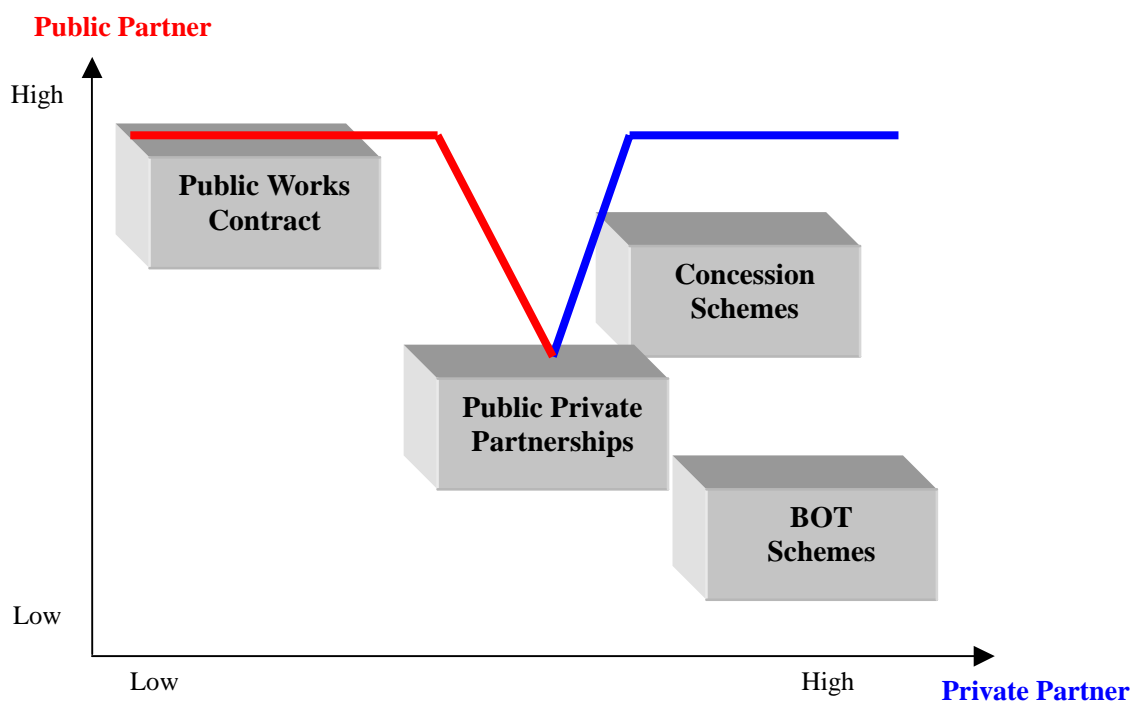 Public Partner
High
Public Works
Contract
Concession
Schemes
Public Private
Partnerships
BOT
Schemes
Low
Low
High
Private Partner